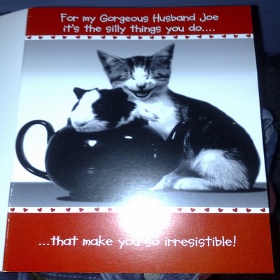 For my Gorgeous Husband Joe
it's the silly things you do....
...that make you so irresistible!